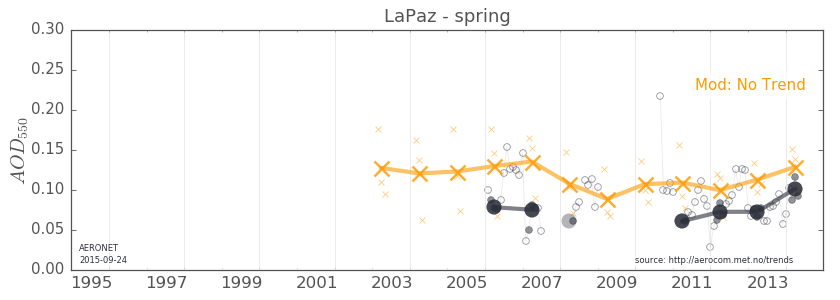 LaPaz - spring
0.30
0.25
0.20
0.15
0.10
0.05
0.00
AOD550
Mod: No Trend
AERONET
2015-09-24
source: http://aerocom.met.no/trends
1995 1997 1999 2001 2003 2005 2007 2009 2011 2013